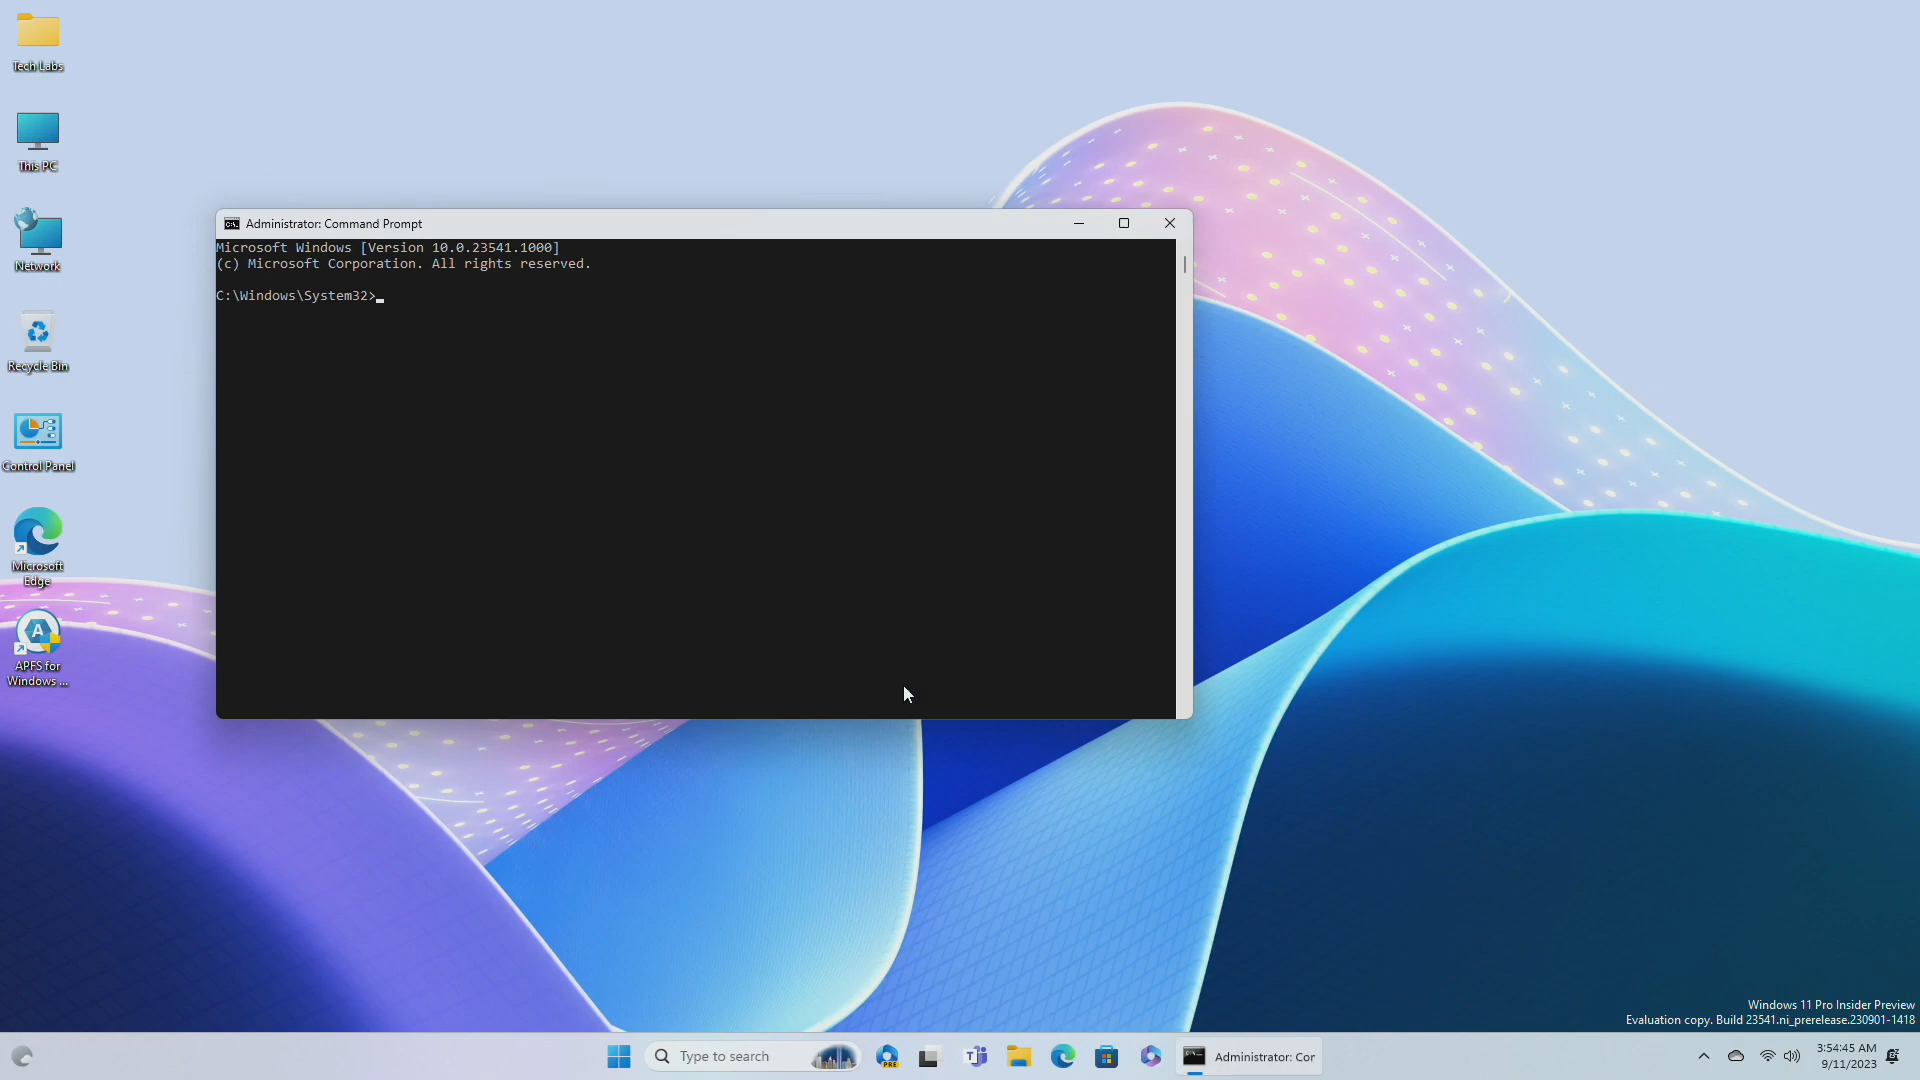 Tech Labs
This PC
Network
Recycle Bin
Control Panel
Microsoft
Edge
APFS for
Windows ...
Administrator: Command Prompt
Microsoft Windows [Version 10.0.23541.1000]
(c) Microsoft Corporation. All rights reserved.
C:\Windows\System32>
Windows 11 Pro Insider Preview
Evaluation copy. Build 23541.ni_prerelease.230901-1418
Type to search
PRE
Administrator: Cor
3:54:45 AM
9/11/2023